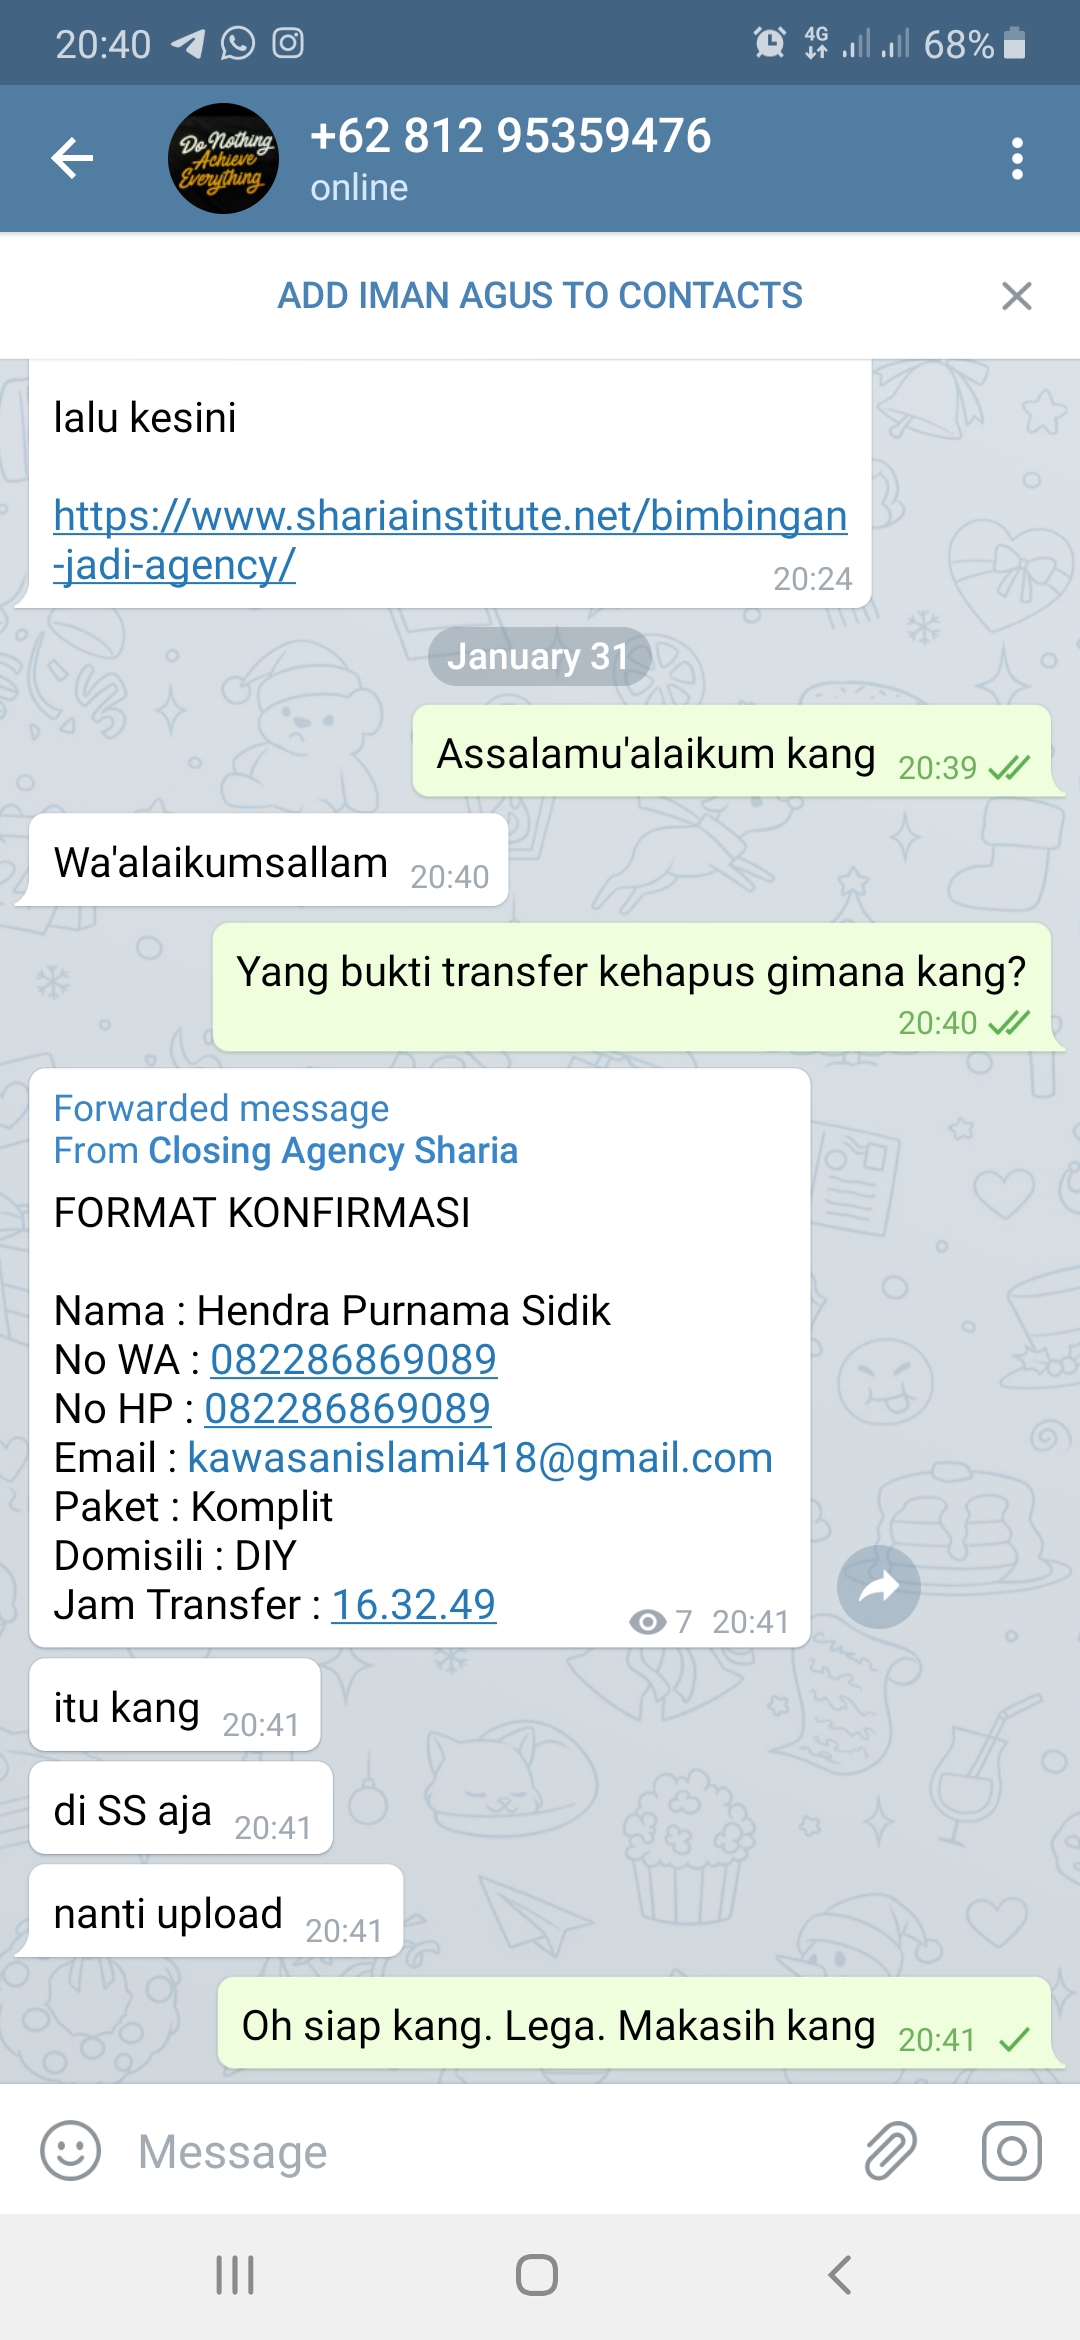 20:40
4G
68%
Do Nothing
Achieve
Everything
+62 812 95359476
online
ADD IMAN AGUS TO CONTACTS
lalu kesini
https://www.shariainstitute.net/bimbingan
-jadi-agency/
20:24
January 31
Assalamu'alaikum kang 20:39
Wa'alaikumsallam 20:40
Yang bukti transfer kehapus gimana kang?
20:40
Forwarded message
From Closing Agency Sharia
FORMAT KONFIRMASI
Nama : Hendra Purnama Sidik
No WA : 082286869089
No HP : 082286869089
Email : kawasanislami418@gmail.com
Paket : Komplit
Domisili : DIY
Jam Transfer : 16.32.49
7 20:41
itu kang 20:41
di SS aja 20:41
nanti upload 20:41
Oh siap kang. Lega. Makasih kang 20:41
Message